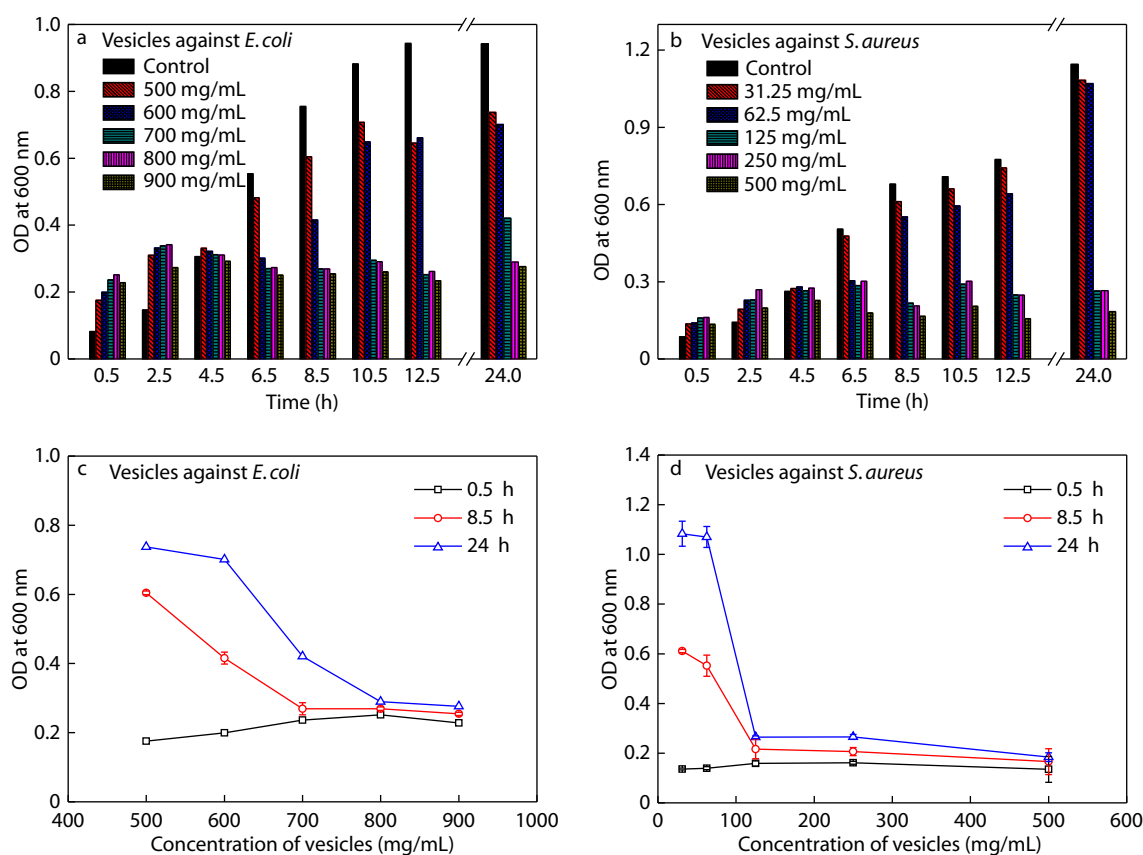 a Vesicles against E.coli
Control
500 mg/mL
600 mg/mL
700 mg/mL
800 mg/mL
900 mg/mL
OD at 600 nm
1.0
0.8
0.6
0.4
0.2
0
0.5 2.5 4.5 6.5 8.5 10.5 12.5 24.0
Time (h)
b Vesicles against S.aureus
Control
31.25 mg/mL
62.5 mg/mL
125 mg/mL
250 mg/mL
500 mg/mL
OD at 600 nm
1.2
0.9
0.6
0.3
0
0.5 2.5 4.5 6.5 8.5 10.5 12.5 24.0
Time (h)
c Vesicles against E.coli
0.5 h
8.5 h
24 h
OD at 600 nm
1.0
0.8
0.6
0.4
0.2
0
400 500 600 700 800 900 1000
Concentration of vesicles (mg/mL)
d Vesicles against S.aureus
0.5 h
8.5 h
24 h
OD at 600 nm
1.4
1.2
1.0
0.8
0.6
0.4
0.2
0
0 100 200 300 400 500 600
Concentration of vesicles (mg/mL)